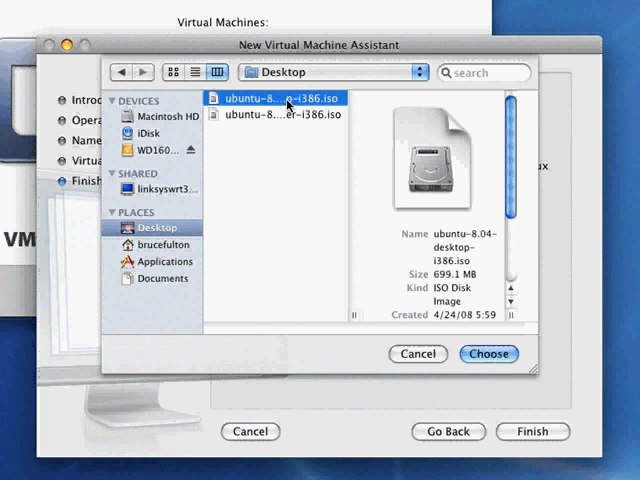 Virtual Machines:
New Virtual Machine Assistant
Desktop
search
Introd
Opera
Name
Virtua
Finish
DEVICES
Macintosh HD
iDisk
WD160...
SHARED
linksyswrt3...
PLACES
Desktop
brucefulton
Applications
Documents
ubuntu-8....p-i386.iso
ubuntu-8....er-i386.iso
Name ubuntu-8.04-
desktop-
i386.iso
Size 699.1 MB
Kind ISO Disk
Image
Created 4/24/08 5:59
ux
VM
Cancel
Choose
Cancel
Go Back
Finish